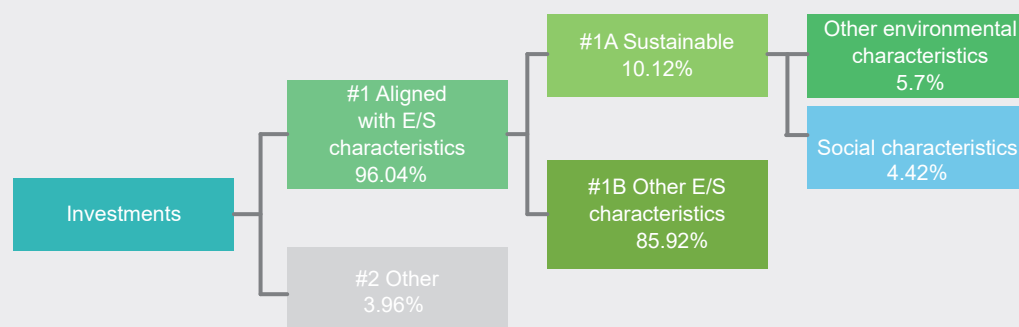 Investments
#1 Aligned
with E/S
characteristics
96.04%
#2 Other
3.96%
#1A Sustainable
10.12%
#1B Other E/S
characteristics
85.92%
Other environmental
characteristics
5.7%
Social characteristics
4.42%